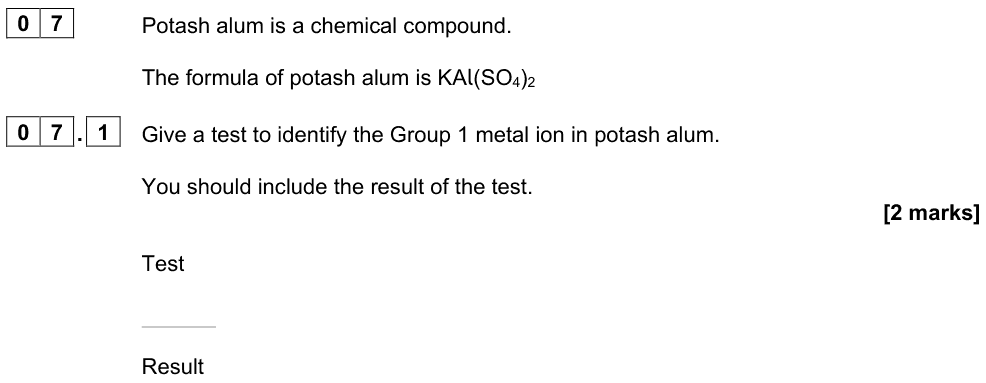 0 7 Potash alum is a chemical compound.
The formula of potash alum is KAl(SO₄)₂
0 7 . 1 Give a test to identify the Group 1 metal ion in potash alum.
You should include the result of the test.
[2 marks]
Test
Result